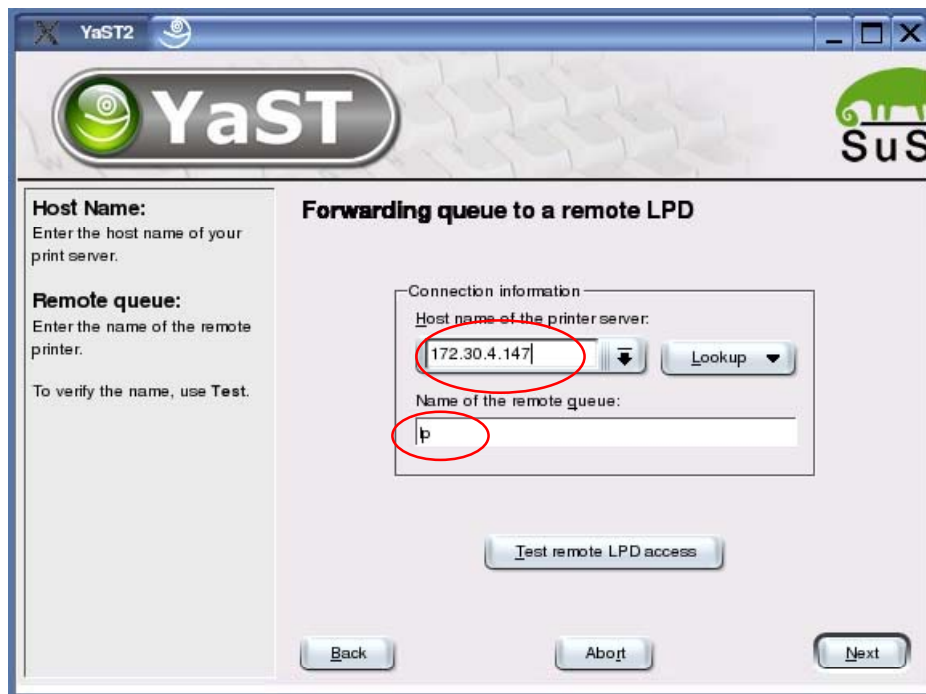 YaST2
YaST
SuS
Host Name:
Enter the host name of your
print server.
Remote queue:
Enter the name of the remote
printer.
To verify the name, use Test.
Forwarding queue to a remote LPD
Connection information
Host name of the printer server:
172.30.4.147
Lookup
Name of the remote queue:
lp
Test remote LPD access
Back
Abort
Next